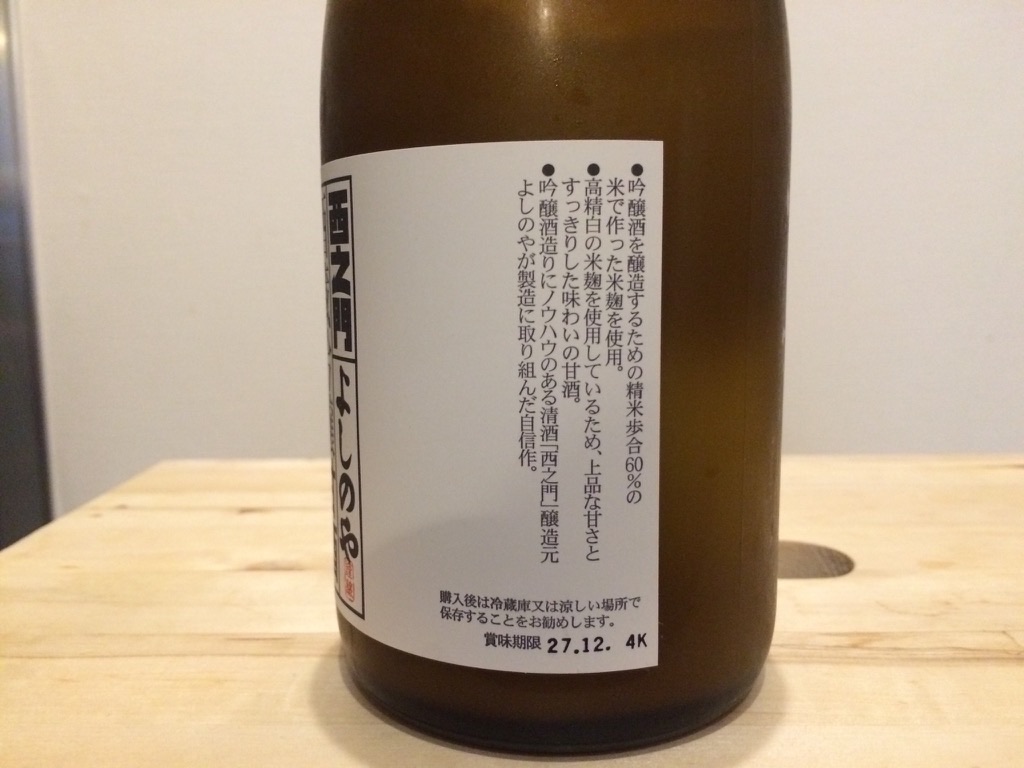 ●吟醸酒を醸造するための精米歩合60%の
米で作った米麹を使用。
●高精白の米麹を使用しているため、上品な甘さと
すっきりした味わいの甘酒。
●吟醸酒造りにノウハウのある清酒「西之門」醸造元
よしのやが製造に取り組んだ自信作。
購入後は冷蔵庫又は涼しい場所で
保存することをお勧めします。
賞味期限 27.12. 4K
西之門
よしのや